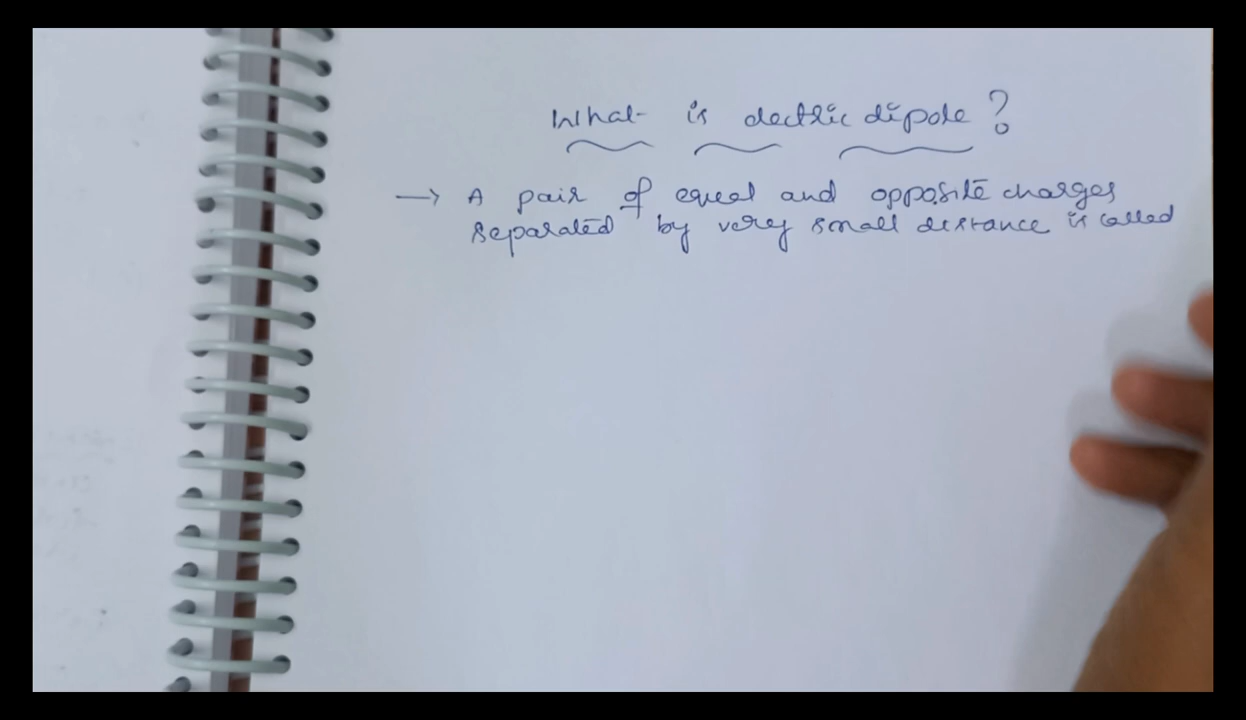 What is electric dipole ?
→ A pair of equal and opposite charges
separated by very small distance is called